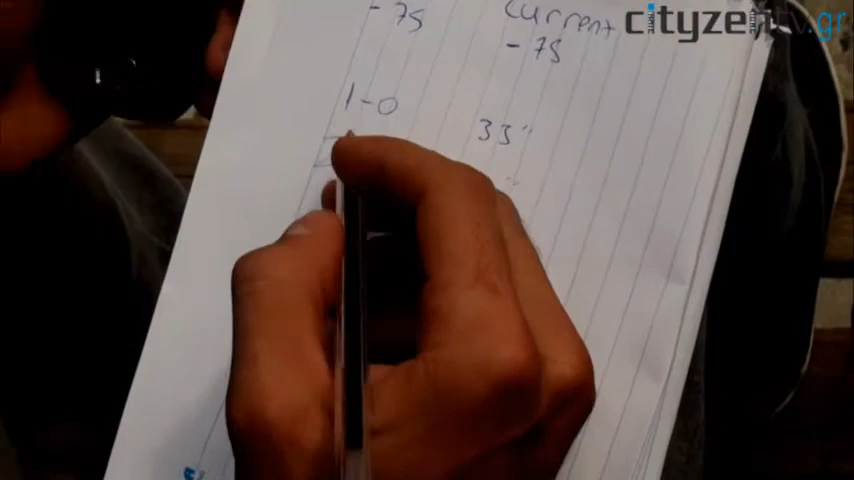 cityzentv.gr
-75
current
-75
1-0
33"